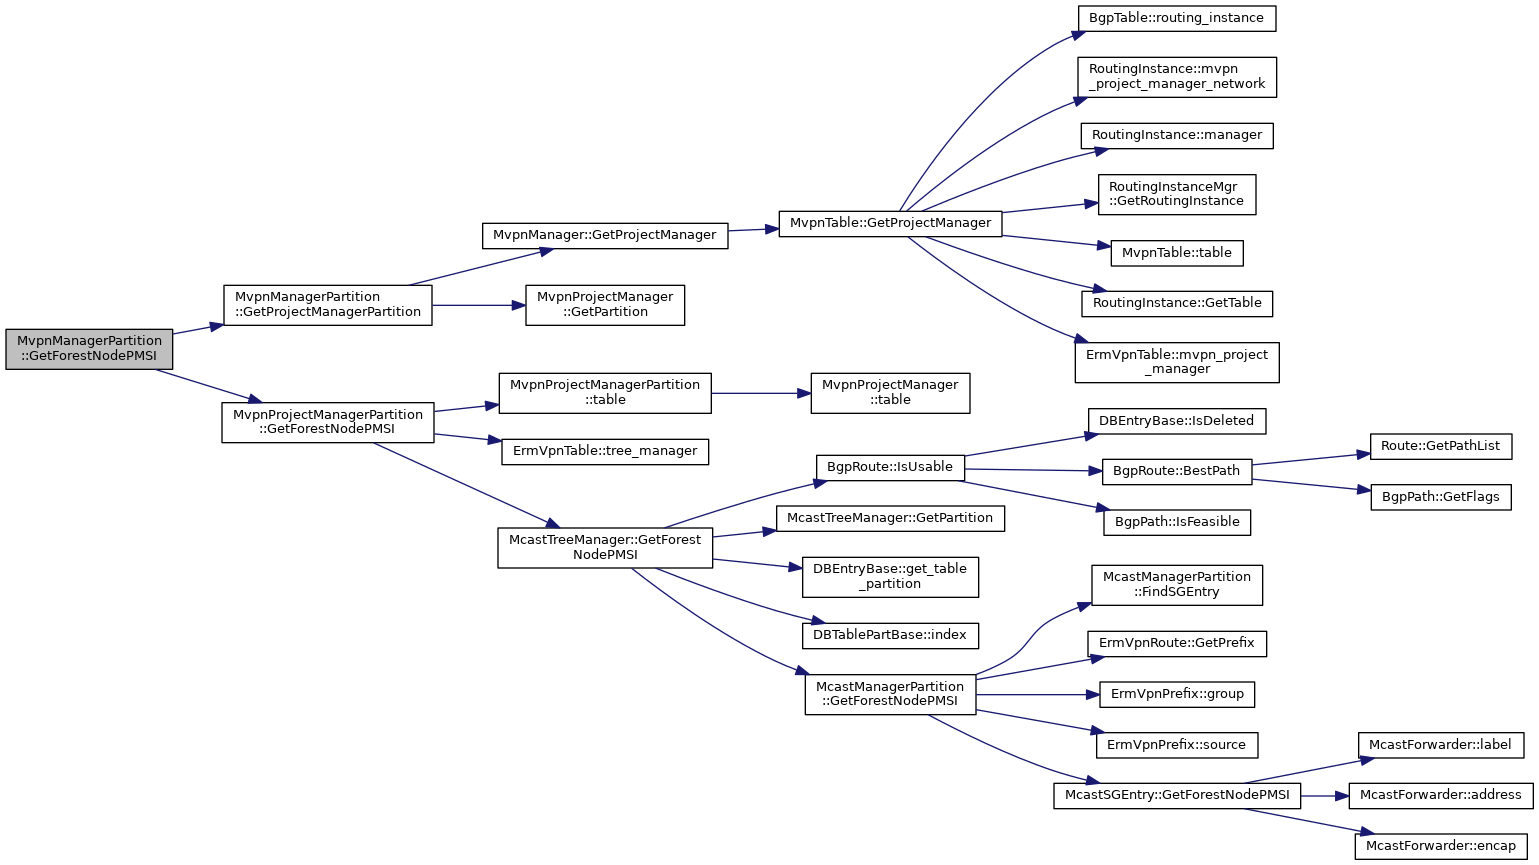 MvpnManagerPartition
::GetForestNodePMSI
MvpnManagerPartition
::GetProjectManagerPartition
MvpnManager::GetProjectManager
MvpnTable::GetProjectManager
BgpTable::routing_instance
RoutingInstance::mvpn
_project_manager_network
RoutingInstance::manager
RoutingInstanceMgr
::GetRoutingInstance
MvpnTable::table
RoutingInstance::GetTable
ErmVpnTable::mvpn_project
_manager
MvpnProjectManager
::GetPartition
MvpnProjectManagerPartition
::GetForestNodePMSI
MvpnProjectManagerPartition
::table
MvpnProjectManager
::table
ErmVpnTable::tree_manager
McastTreeManager::GetForest
NodePMSI
BgpRoute::IsUsable
DBEntryBase::IsDeleted
BgpRoute::BestPath
Route::GetPathList
BgpPath::GetFlags
BgpPath::IsFeasible
McastTreeManager::GetPartition
DBEntryBase::get_table
_partition
DBTablePartBase::index
McastManagerPartition
::GetForestNodePMSI
McastManagerPartition
::FindSGEntry
ErmVpnRoute::GetPrefix
ErmVpnPrefix::group
ErmVpnPrefix::source
McastSGEntry::GetForestNodePMSI
McastForwarder::label
McastForwarder::address
McastForwarder::encap